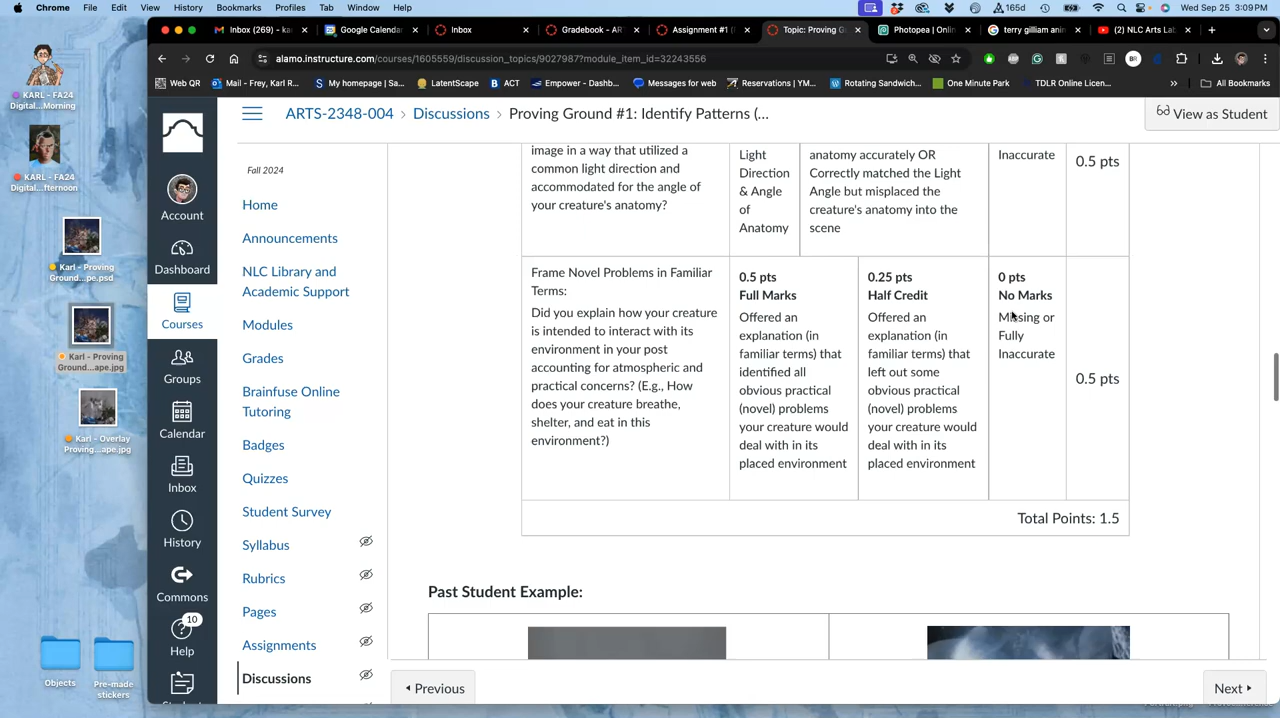 Chrome File Edit View History Bookmarks Profiles Tab Window Help
165d
Wed Sep 25 3:09 PM
Inbox (269) - ka
Google Calendar
Inbox
Gradebook - AR
Assignment #1 (
Topic: Proving G
Photopea | Onli
terry gilliam ani
(2) NLC Arts Lab
alamo.instructure.com/courses/1605559/discussion_topics/9027987?module_item_id=32243556
BR
Web QR
Mail - Frey, Karl R...
My homepage | Sa...
LatentScape
ACT
Empower - Dashb...
Messages for web
Reservations | YM...
Rotating Swordwich...
One Minute Park
TDLR Online Licen...
» All Bookmarks
KARL - FA24
Digital...Morning
KARL - FA24
Digital...fternoon
Karl - Proving
Ground...pe.psd
Karl - Proving
Ground...ape.jpg
Karl - Overlay
Proving...ape.jpg
Objects
Pre-made
stickers
ARTS-2348-004 › Discussions › Proving Ground #1: Identify Patterns (...
View as Student
Account
Dashboard
Courses
Groups
Calendar
Inbox
History
Commons
10
Help
Fall 2024
Home
Announcements
NLC Library and
Academic Support
Modules
Grades
Brainfuse Online
Tutoring
Badges
Quizzes
Student Survey
Syllabus
Rubrics
Pages
Assignments
Discussions
image in a way that utilized a
common light direction and
accommodated for the angle of
your creature's anatomy?
Light
Direction
& Angle
of
Anatomy
anatomy accurately OR
Correctly matched the Light
Angle but misplaced the
creature's anatomy into the
scene
Inaccurate
0.5 pts
Frame Novel Problems in Familiar
Terms:
Did you explain how your creature
is intended to interact with its
environment in your post
accounting for atmospheric and
practical concerns? (E.g., How
does your creature breathe,
shelter, and eat in this
environment?)
0.5 pts
Full Marks
Offered an
explanation (in
familiar terms) that
identified all
obvious practical
(novel) problems
your creature would
deal with in its
placed environment
0.25 pts
Half Credit
Offered an
explanation (in
familiar terms) that
left out some
obvious practical
(novel) problems
your creature would
deal with in its
placed environment
0 pts
No Marks
Missing or
Fully
Inaccurate
0.5 pts
Total Points: 1.5
Past Student Example:
Previous
Next